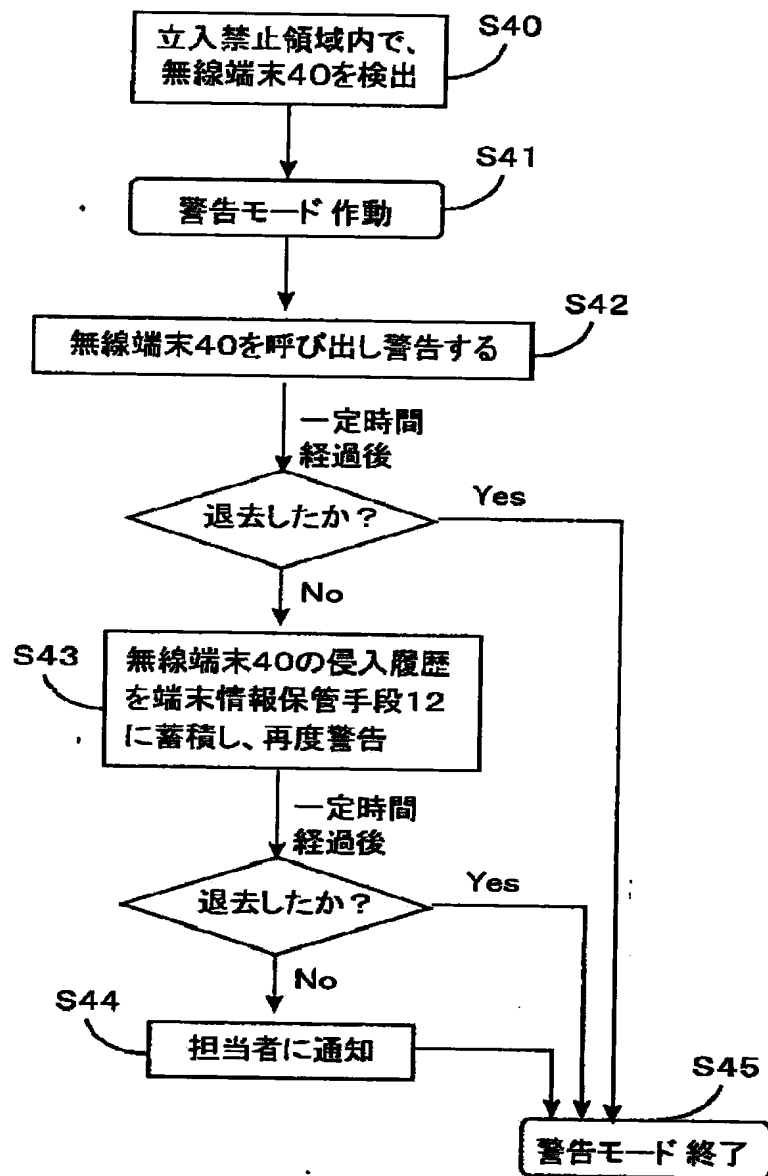 立入禁止領域内で、
無線端末40を検出
S40
警告モード 作動
S41
無線端末40を呼び出し警告する
S42
一定時間
経過後
退去したか?
Yes
No
S43
無線端末40の侵入履歴
を端末情報保管手段12
に蓄積し、再度警告
一定時間
経過後
退去したか?
Yes
No
S44
担当者に通知
S45
警告モード 終了